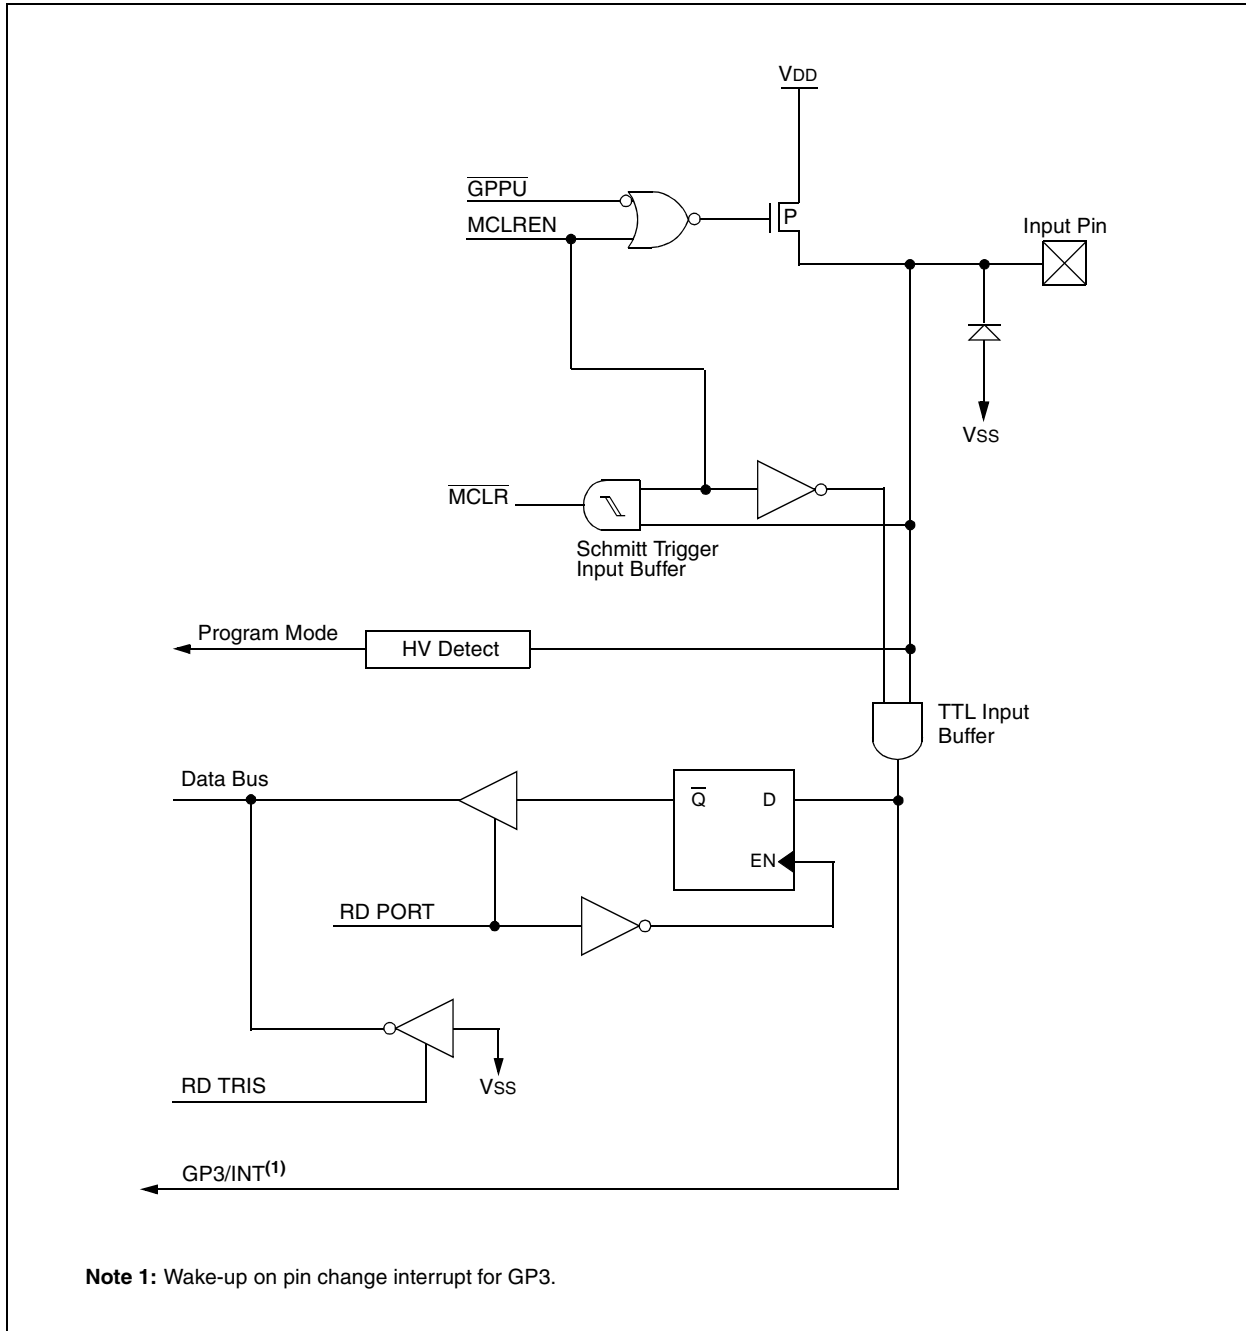 VDD
GPPU
MCLREN
P
Input Pin
VSS
MCLR
Schmitt Trigger
Input Buffer
Program Mode
HV Detect
TTL Input
Buffer
Data Bus
Q
D
EN
RD PORT
RD TRIS
VSS
GP3/INT(1)
Note 1: Wake-up on pin change interrupt for GP3.